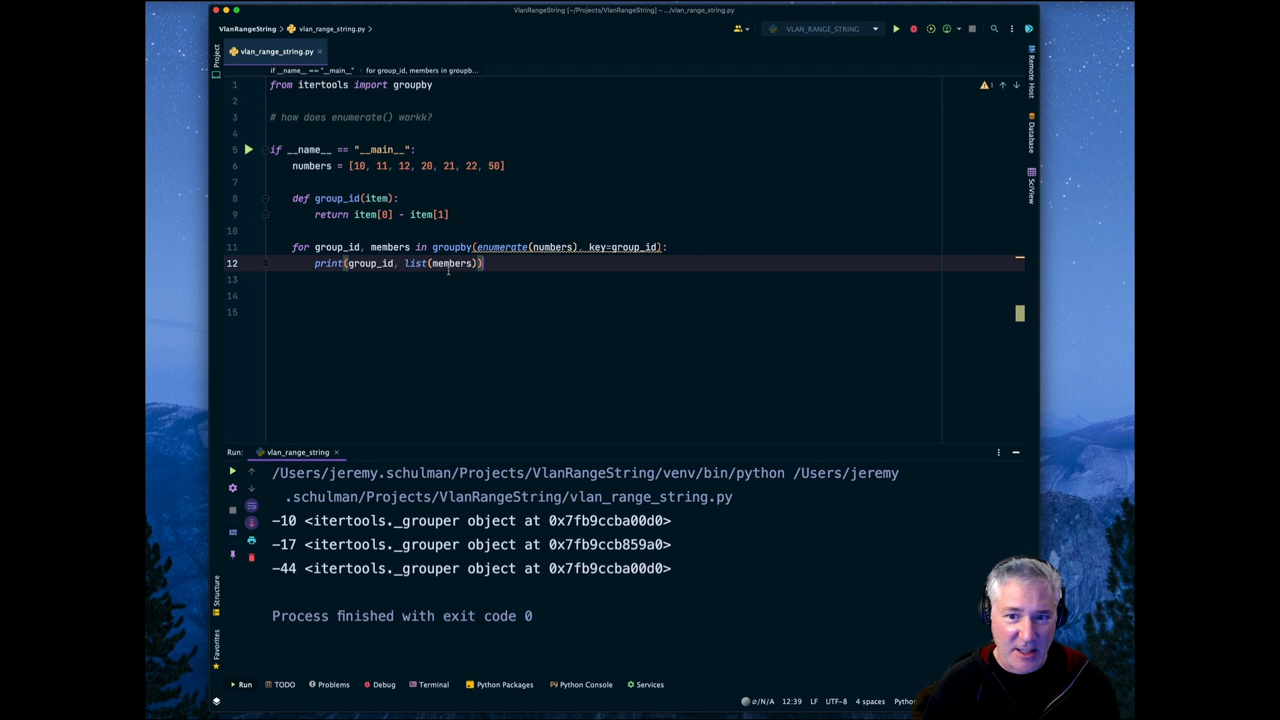 VlanRangeString [~/Projects/VlanRangeString] – .../vlan_range_string.py
VlanRangeString > vlan_range_string.py >
VLAN_RANGE_STRING
vlan_range_string.py ×
if __name__ == "__main__" › for group_id, members in groupb...
1 from itertools import groupby
2
3 # how does enumerate() workk?
4
5 if __name__ == "__main__":
6 numbers = [10, 11, 12, 20, 21, 22, 50]
7
8 def group_id(item):
9 return item[0] - item[1]
10
11 for group_id, members in groupby(enumerate(numbers), key=group_id):
12 print(group_id, list(members))
13
14
15
Project
Structure
Favorites
Remote Host
Database
SciView
Run: vlan_range_string ×
/Users/jeremy.schulman/Projects/VlanRangeString/venv/bin/python /Users/jeremy
.schulman/Projects/VlanRangeString/vlan_range_string.py
-10 <itertools._grouper object at 0x7fb9ccba00d0>
-17 <itertools._grouper object at 0x7fb9ccb859a0>
-44 <itertools._grouper object at 0x7fb9ccba00d0>
Process finished with exit code 0
Run TODO Problems Debug Terminal Python Packages Python Console Services
/N/A 12:39 LF UTF-8 4 spaces Python